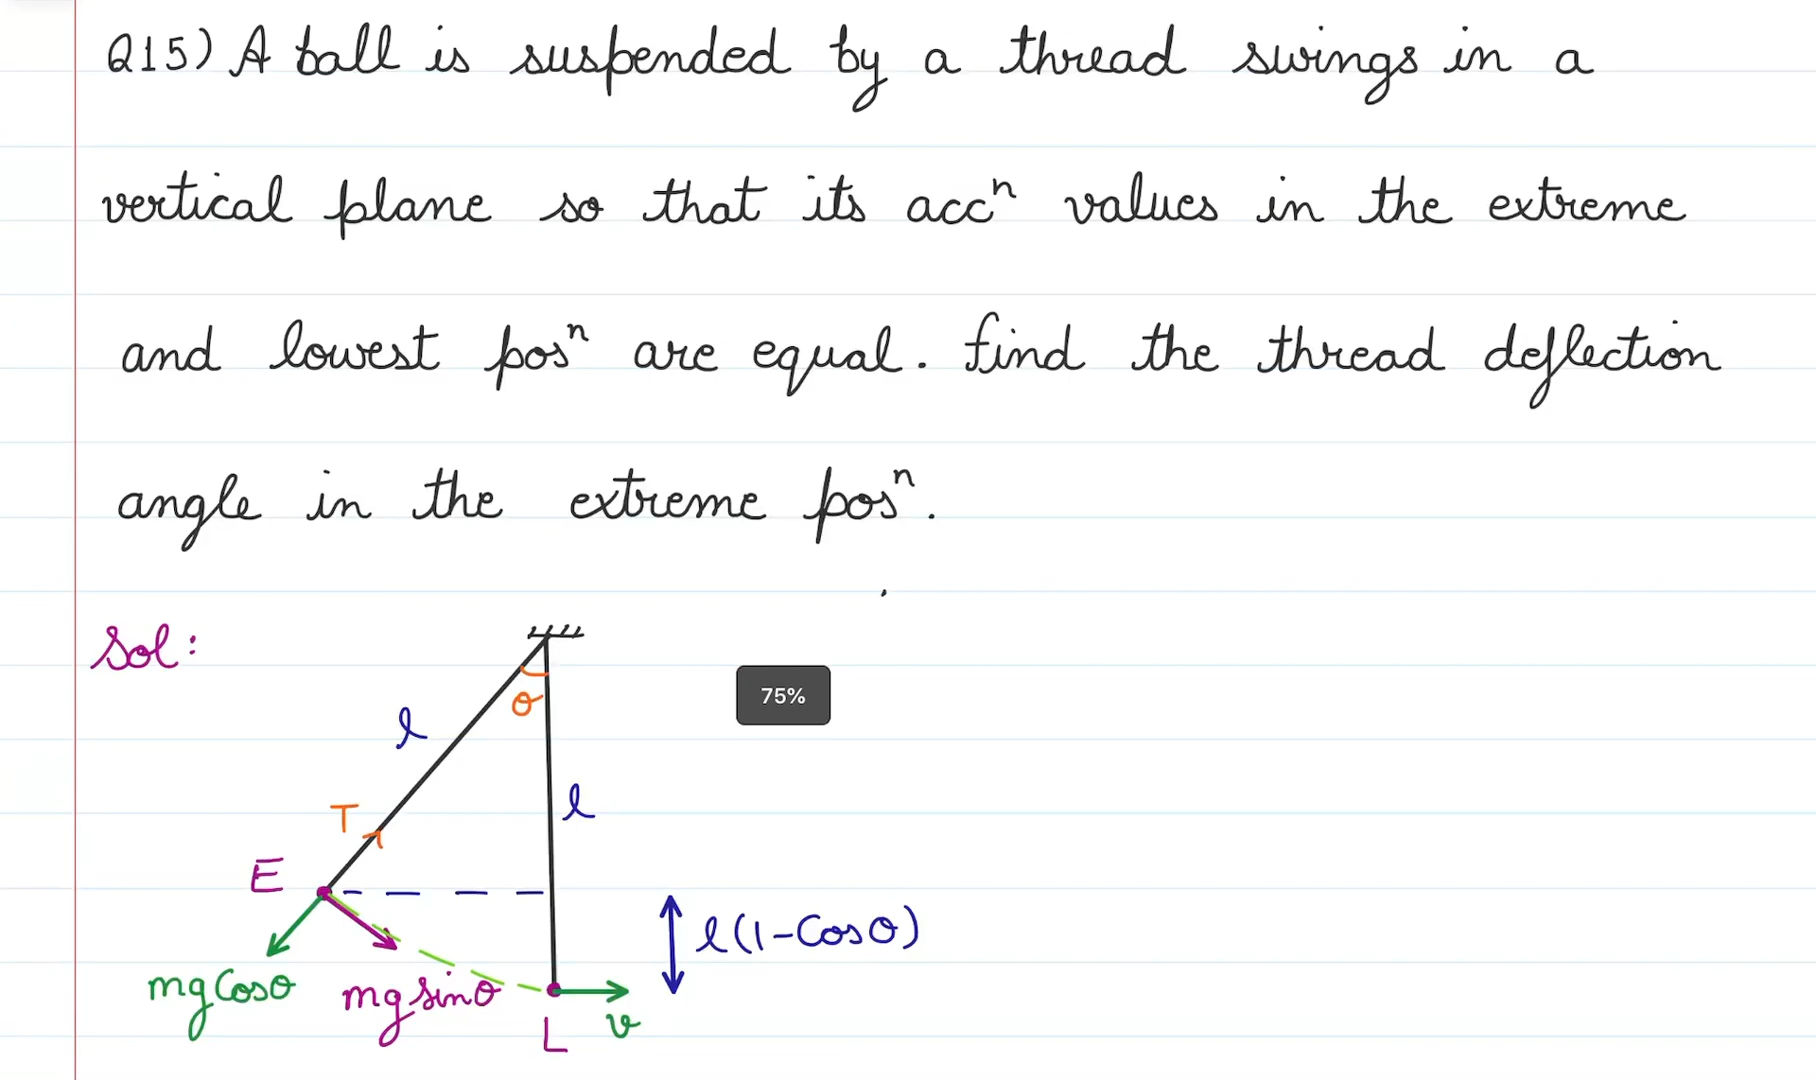 Q15) A ball is suspended by a thread swings in a
vertical plane so that its accⁿ values in the extreme
and lowest posⁿ are equal. find the thread deflection
angle in the extreme posⁿ.
Sol:
θ
75%
l
l
T
E
l(1-Cosθ)
mgCosθ
mgsinθ
v
L